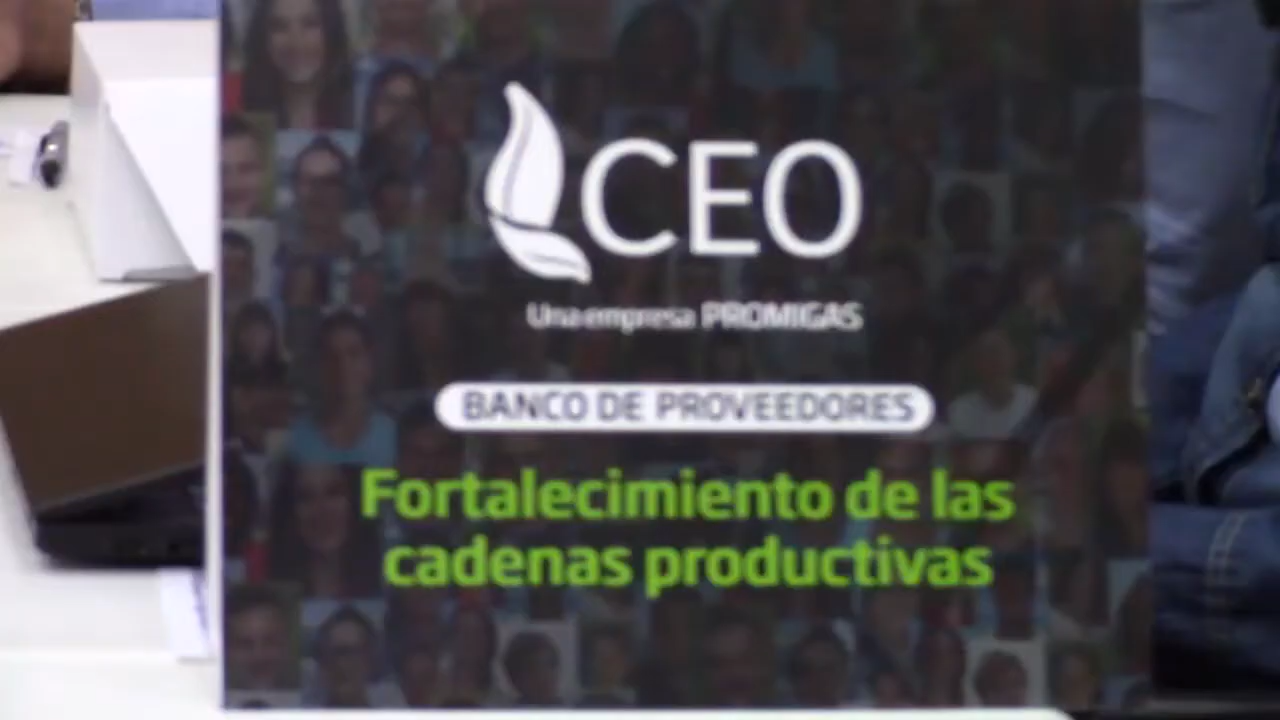 CEO
Una empresa PROMIGAS
BANCO DE PROVEEDORES
Fortalecimiento de las
cadenas productivas